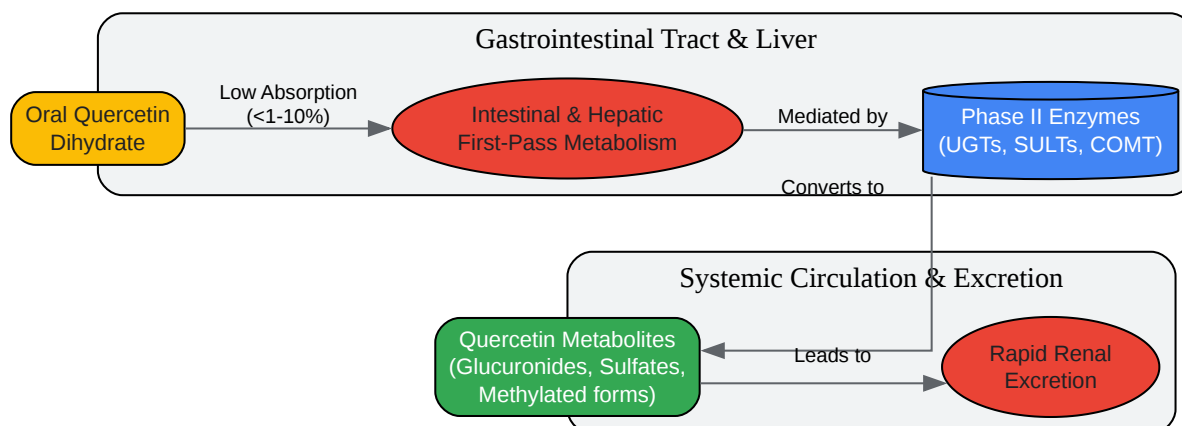 Gastrointestinal Tract & Liver
Oral Quercetin
Dihydrate
Low Absorption
(<1-10%)
Intestinal & Hepatic
First-Pass Metabolism
Mediated by
Phase II Enzymes
(UGTs, SULTs, COMT)
Converts to
Systemic Circulation & Excretion
Quercetin Metabolites
(Glucuronides, Sulfates,
Methylated forms)
Leads to
Rapid Renal
Excretion